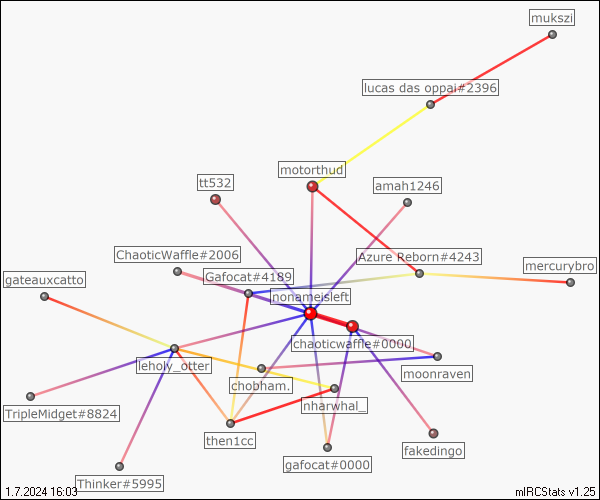 mukszi
lucas das oppai#2396
motorthud
tt532
amah1246
ChaoticWaffle#2006
Azure Reborn#4243
mercurybro
Gafocat#4189
gateauxcatto
nonameisleft
chaoticwaffle#0000
leholy_otter
moonraven
chobham.
nharwhal_
TripleMidget#8824
then1cc
fakedingo
gafocat#0000
Thinker#5995
1.7.2024 16:03
mIRCStats v1.25